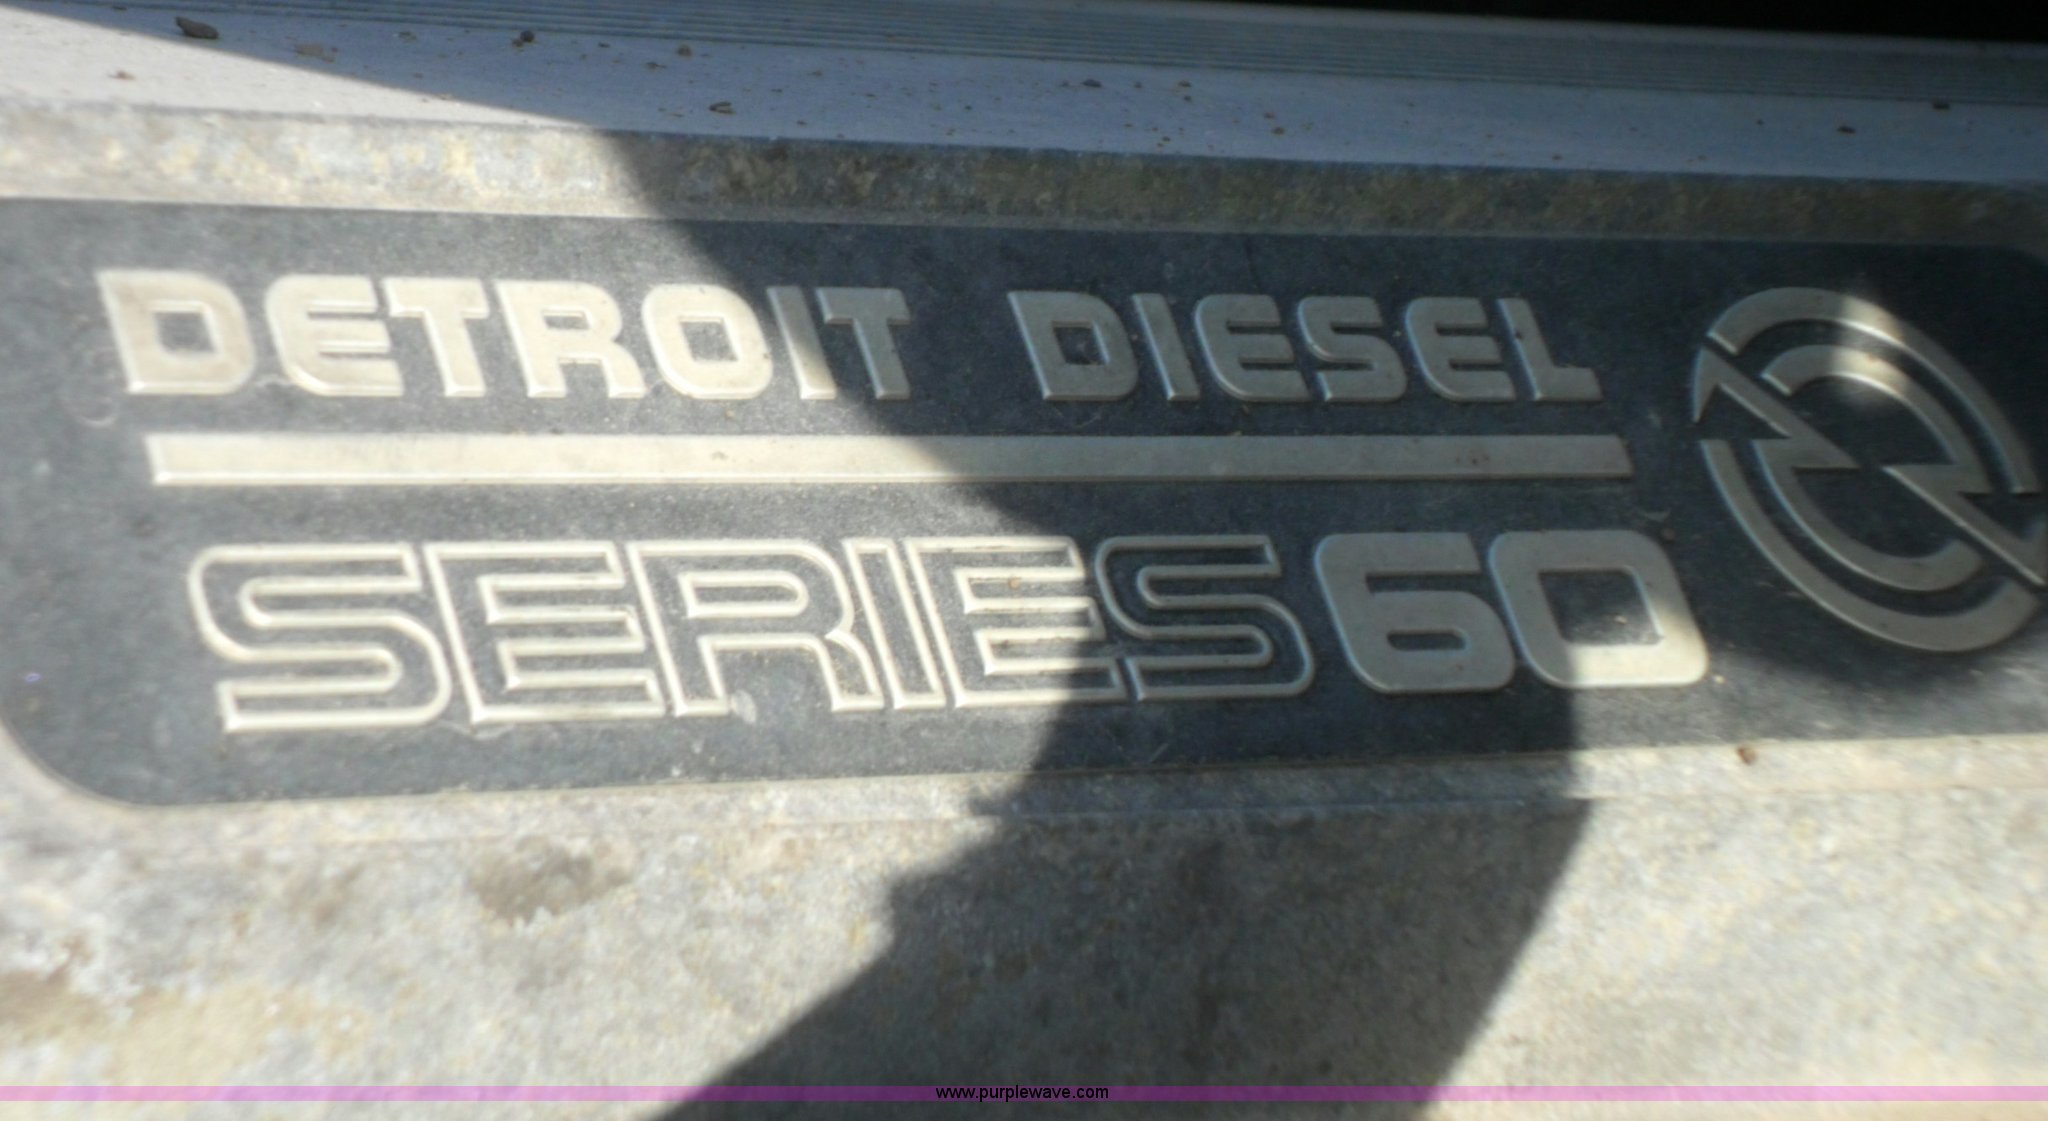 DETROIT DIESEL
SERIES 60
www.purplewave.com